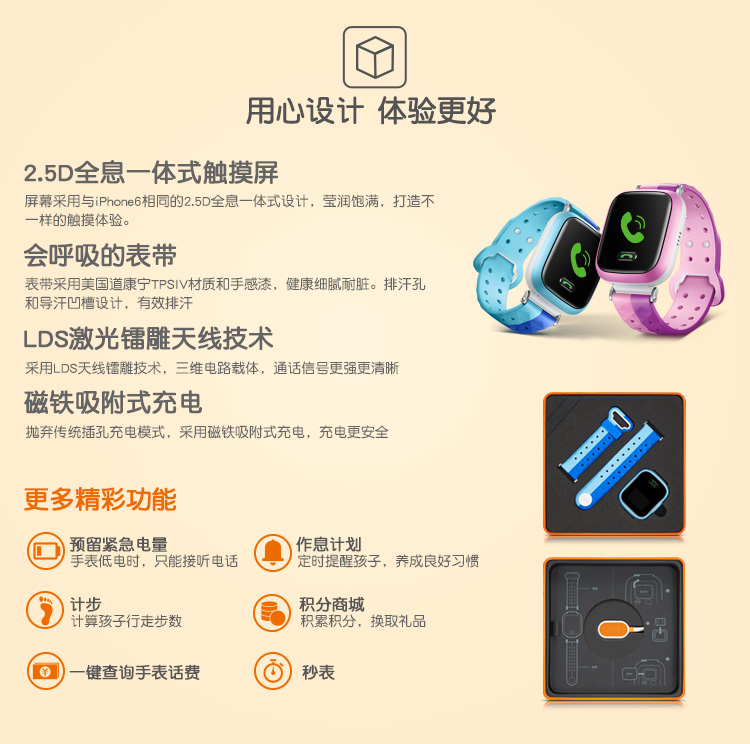 用心设计 体验更好
2.5D全息一体式触摸屏
屏幕采用与iPhone6相同的2.5D全息一体式设计，莹润饱满，打造不
一样的触摸体验。
会呼吸的表带
表带采用美国道康宁TPSIV材质和手感漆，健康细腻耐脏。排汗孔
和导汗凹槽设计，有效排汗
LDS激光镭雕天线技术
采用LDS天线镭雕技术，三维电路载体，通话信号更强更清晰
磁铁吸附式充电
抛弃传统插孔充电模式，采用磁铁吸附式充电，充电更安全
更多精彩功能
预留紧急电量
手表低电时，只能接听电话
作息计划
定时提醒孩子，养成良好习惯
计步
计算孩子行走步数
积分商城
积累积分，换取礼品
一键查询手表话费
秒表